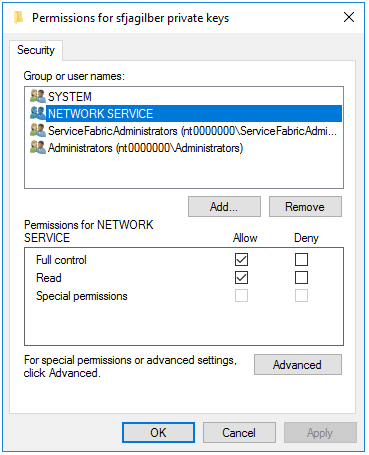 Permissions for sfjagilber private keys
Security
Group or user names:
SYSTEM
NETWORK SERVICE
ServiceFabricAdministrators (nt0000000\ServiceFabricAdmi...
Administrators (nt0000000\Administrators)
Add...
Remove
Permissions for NETWORK
SERVICE
Allow
Deny
Full control
Read
Special permissions
For special permissions or advanced settings,
click Advanced.
Advanced
OK
Cancel
Apply